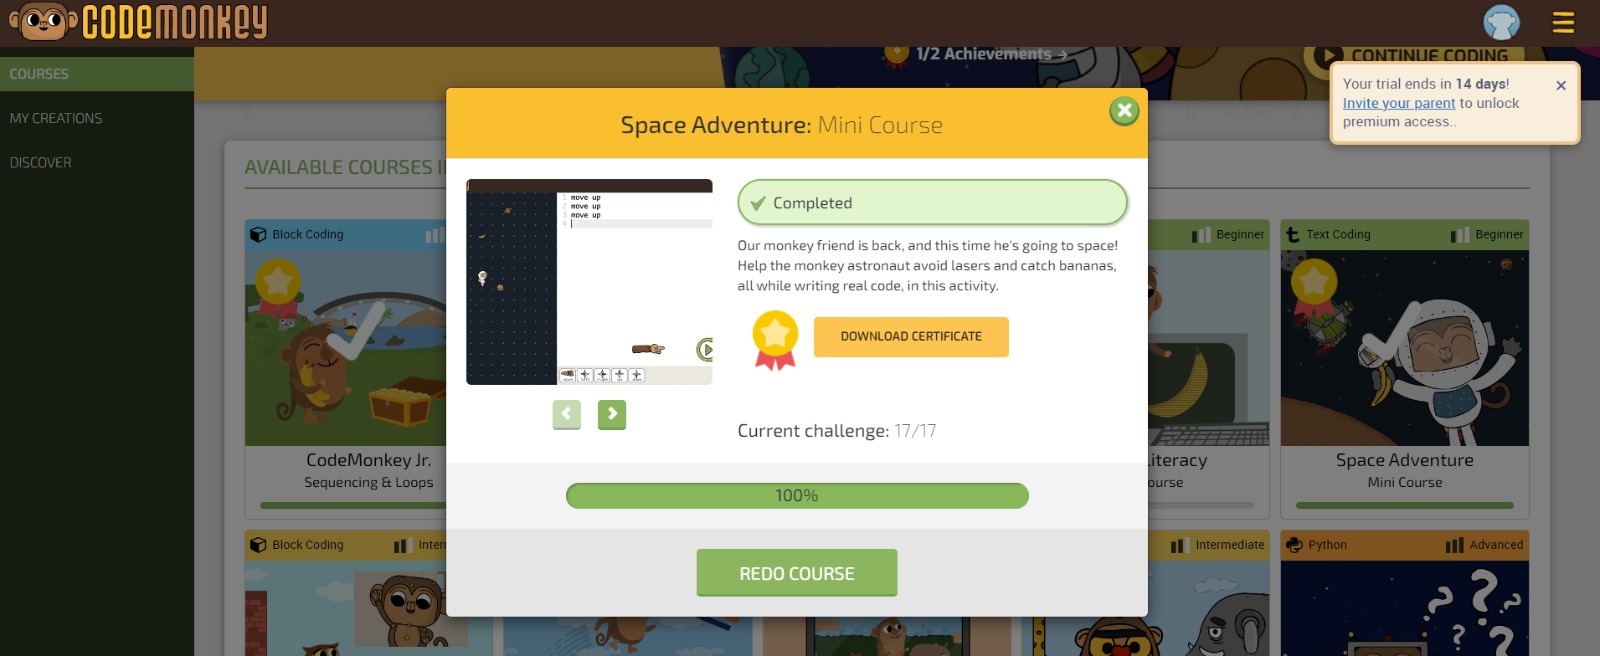 CODEMONKEY
COURSES
MY CREATIONS
DISCOVER
1/2 Achievements →
CONTINUE CODING
Your trial ends in 14 days!
Invite your parent to unlock
premium access..
AVAILABLE COURSES
Space Adventure: Mini Course
1 move up
2 move up
3 move up
4
Completed
Our monkey friend is back, and this time he's going to space!
Help the monkey astronaut avoid lasers and catch bananas,
all while writing real code, in this activity.
DOWNLOAD CERTIFICATE
Current challenge: 17/17
100%
REDO COURSE
Block Coding
CodeMonkey Jr.
Sequencing & Loops
Beginner
Text Coding
Beginner
Space Adventure
Mini Course
Block Coding
Intermediate
Python
Advanced